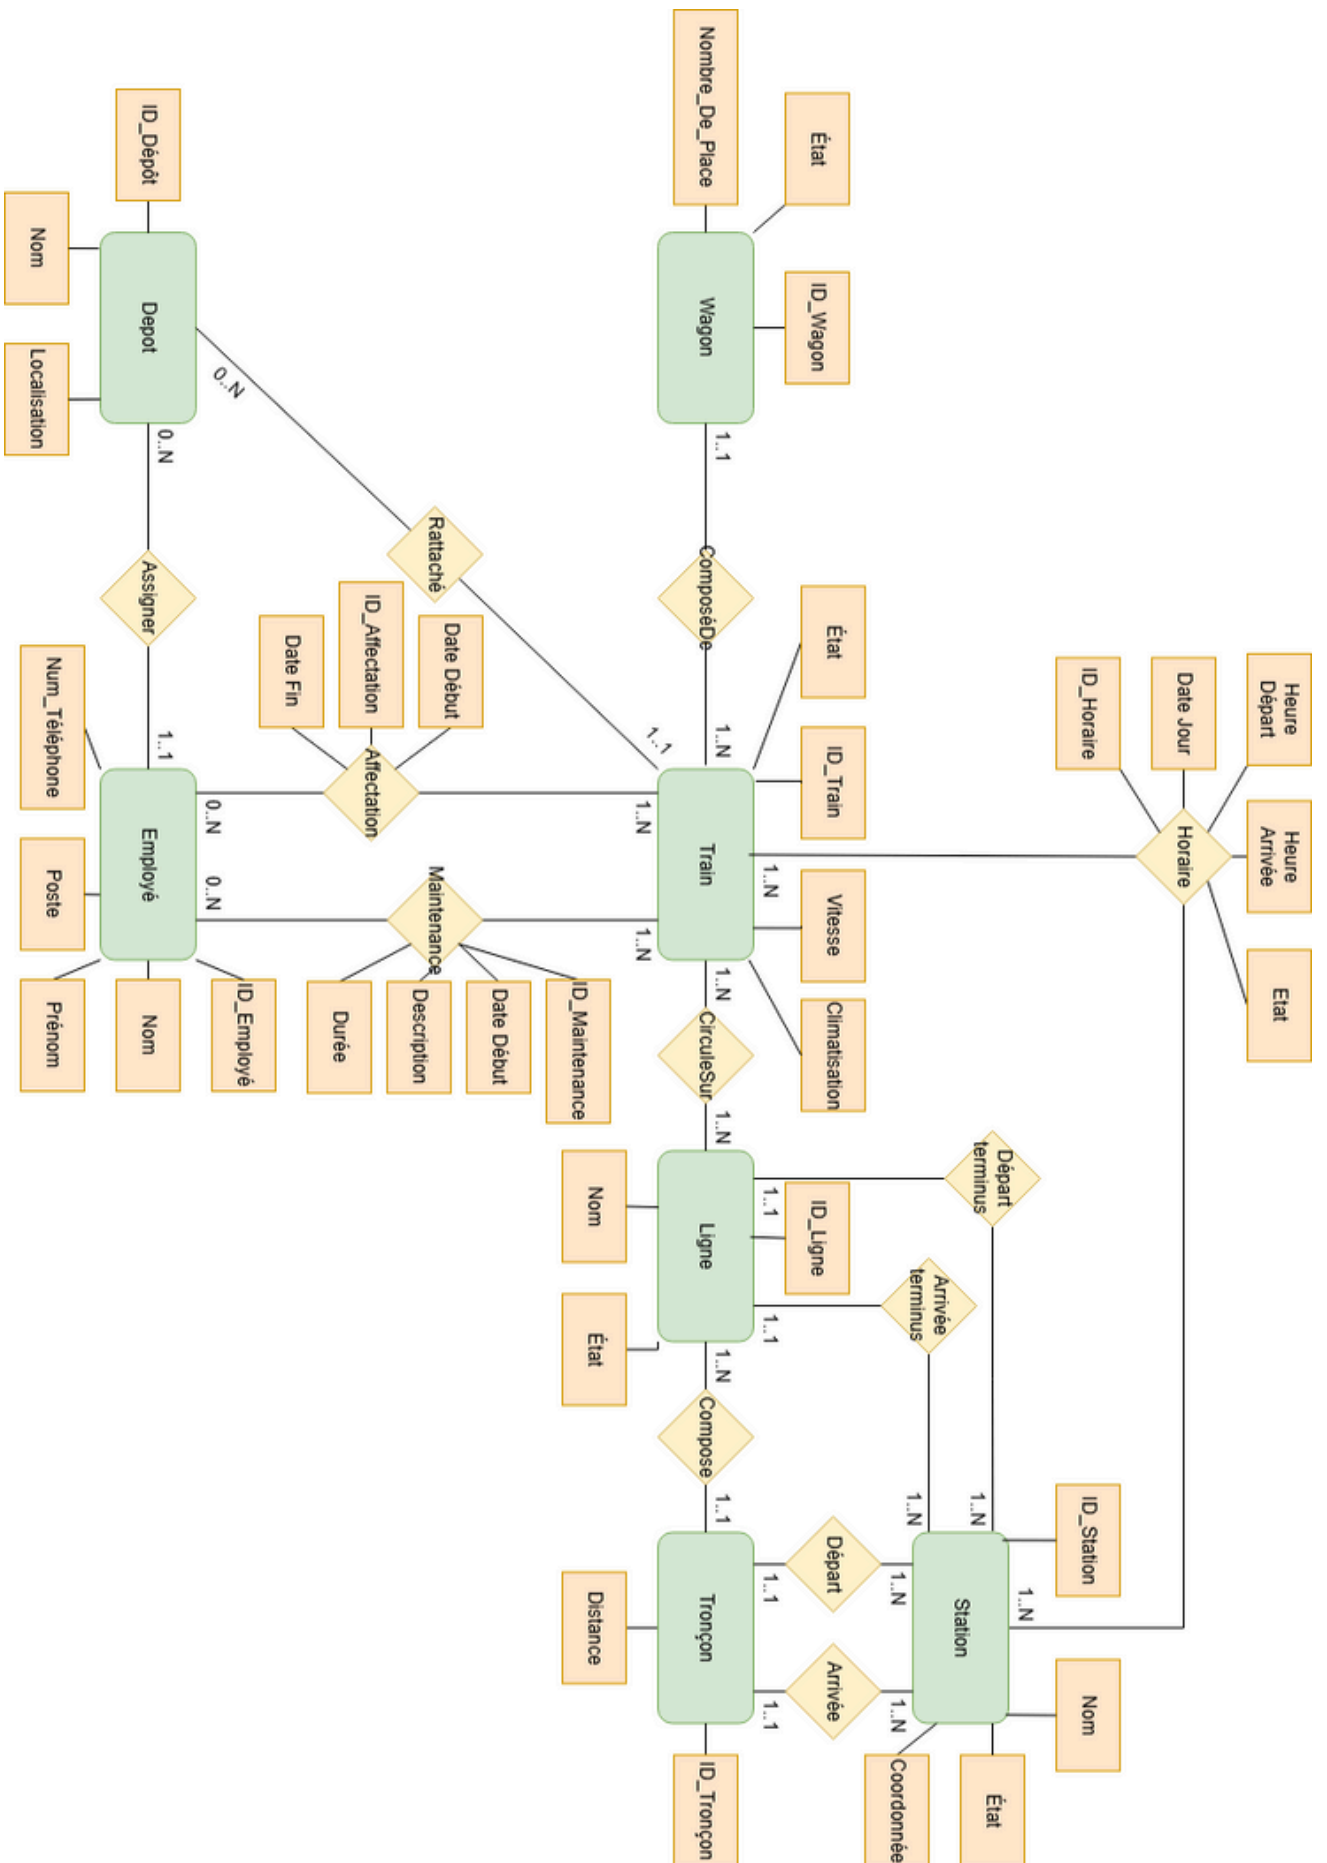 Heure
Départ
Heure
Arrivée
Etat
Date Jour
Horaire
ID_Horaire
ID_Station
Nom
1..N
Départ
terminus
1..N
État
Station
Arrivée
terminus
1..N
1..N
1..N
Coordonnée
État
ID_Train
Vitesse
Climatisation
Départ
Arrivée
État
ID_Wagon
ID_Ligne
1..N
1..1
1..1
1..1
1..1
1..1
1..N
1..N
1..N
1..N
1..1
Nombre_De_Place
Wagon
ComposéDe
Train
CirculeSur
Ligne
Compose
Tronçon
ID_Tronçon
1..1
1..N
1..N
Nom
État
Distance
ID_Maintenance
Date Début
Date Début
Rattaché
Maintenance
Description
ID_Affectation
Affectation
Durée
Date Fin
ID_Employé
0..N
0..N
0..N
0..N
1..1
ID_Dépôt
Depot
Assigner
Employé
Nom
Num_Téléphone
Poste
Prénom
Nom
Localisation